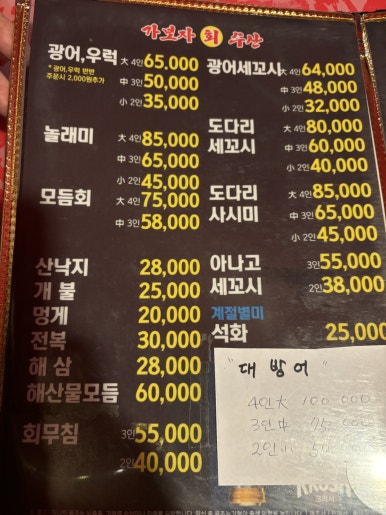 가보자 회 수산
광어,우럭 大 4인 65,000
* 광어,우럭 반반
주문시 2,000원추가
中 3인 50,000
小 2인 35,000
놀래미 大 4인 85,000
中 3인 65,000
小 2인 45,000
모듬회 大 4인 75,000
中 3인 58,000
산낙지 28,000
개 불 25,000
멍게 20,000
전복 30,000
해 삼 28,000
해산물모듬 60,000
회무침 3인 55,000
2인 40,000
광어세꼬시 大 4인 64,000
中 3인 48,000
小 2인 32,000
도다리 세꼬시 大 4인 80,000
中 3인 60,000
小 2인 40,000
도다리 사시미 大 4인 85,000
中 3인 65,000
小 2인 45,000
아나고 세꼬시 3인 55,000
2인 38,000
계절별미
석화 25,000
"대 방어"
4인 大 100,000
3인 中 75,000
2인 小 50